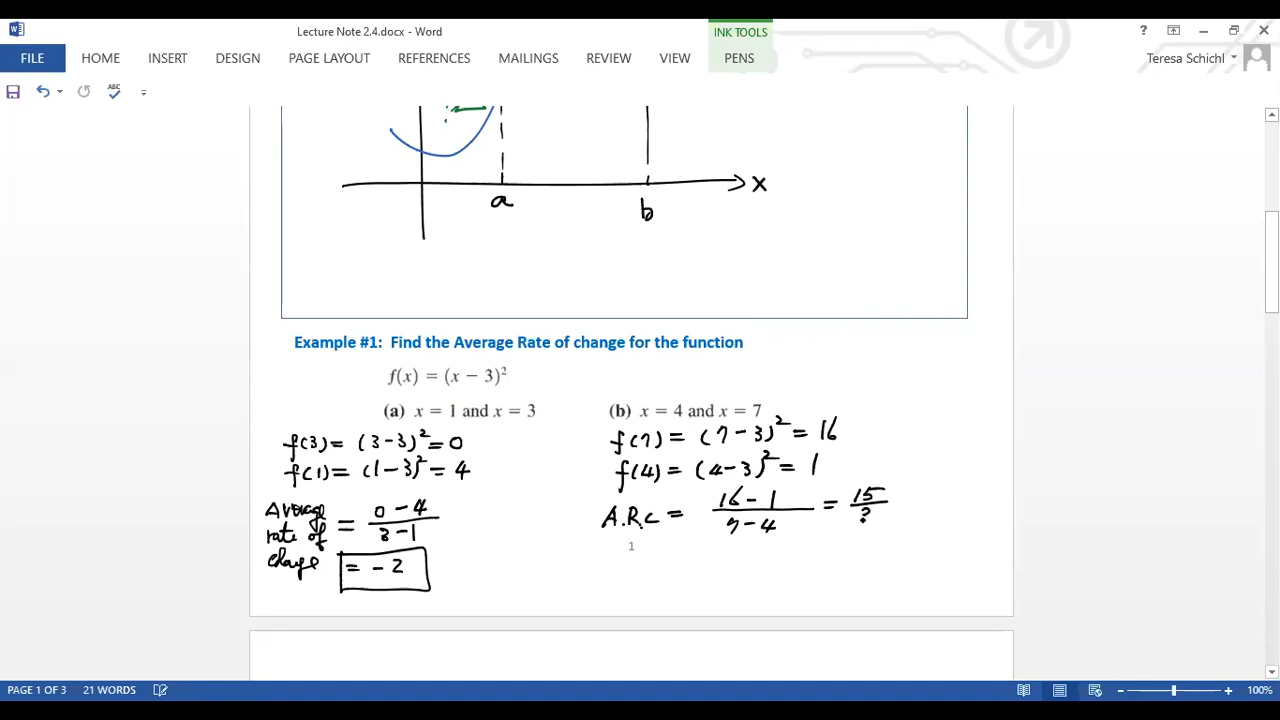 Lecture Note 2.4.docx - Word
INK TOOLS
?
FILE HOME INSERT DESIGN PAGE LAYOUT REFERENCES MAILINGS REVIEW VIEW PENS
Teresa Schichl
ABC
x
a
b
Example #1: Find the Average Rate of change for the function
f(x) = (x − 3)²
(a) x = 1 and x = 3
(b) x = 4 and x = 7
f(3) = (3-3)² = 0
f(1) = (1-3)² = 4
Average rate of change = (0-4)/(3-1)
= -2
f(7) = (7-3)² = 16
f(4) = (4-3)² = 1
A.R.C = (16-1)/(7-4) = 15/3
1
PAGE 1 OF 3 21 WORDS
100%